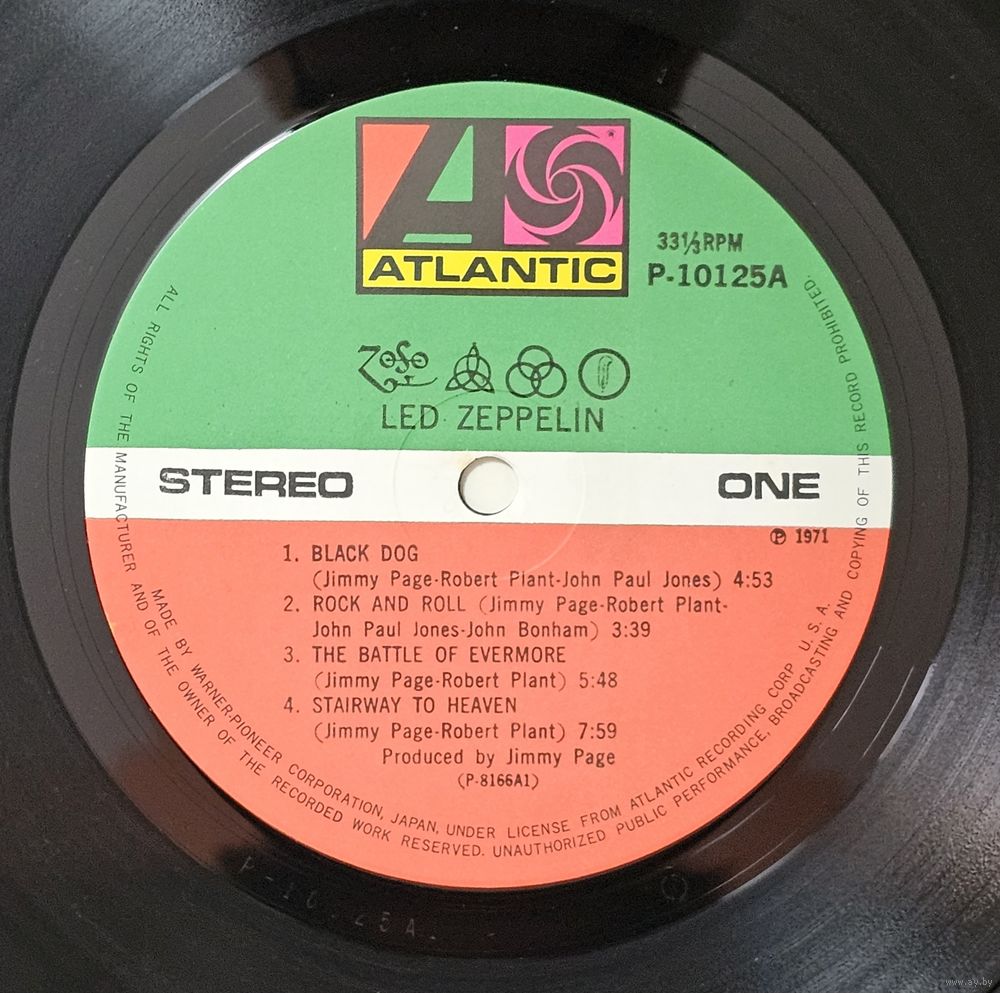 ATLANTIC
33⅓RPM
P-10125A
ZoSo
LED ZEPPELIN
STEREO
ONE
℗ 1971
1. BLACK DOG
(Jimmy Page-Robert Plant-John Paul Jones) 4:53
2. ROCK AND ROLL (Jimmy Page-Robert Plant-
John Paul Jones-John Bonham) 3:39
3. THE BATTLE OF EVERMORE
(Jimmy Page-Robert Plant) 5:48
4. STAIRWAY TO HEAVEN
(Jimmy Page-Robert Plant) 7:59
Produced by Jimmy Page
(P-8166A1)
MADE BY WARNER-PIONEER CORPORATION, JAPAN, UNDER LICENSE FROM ATLANTIC RECORDING CORP. U.S.A.
ALL RIGHTS OF THE MANUFACTURER AND OF THE OWNER OF THE RECORDED WORK RESERVED. UNAUTHORIZED PUBLIC PERFORMANCE, BROADCASTING AND COPYING OF THIS RECORD PROHIBITED.
www.ay.by